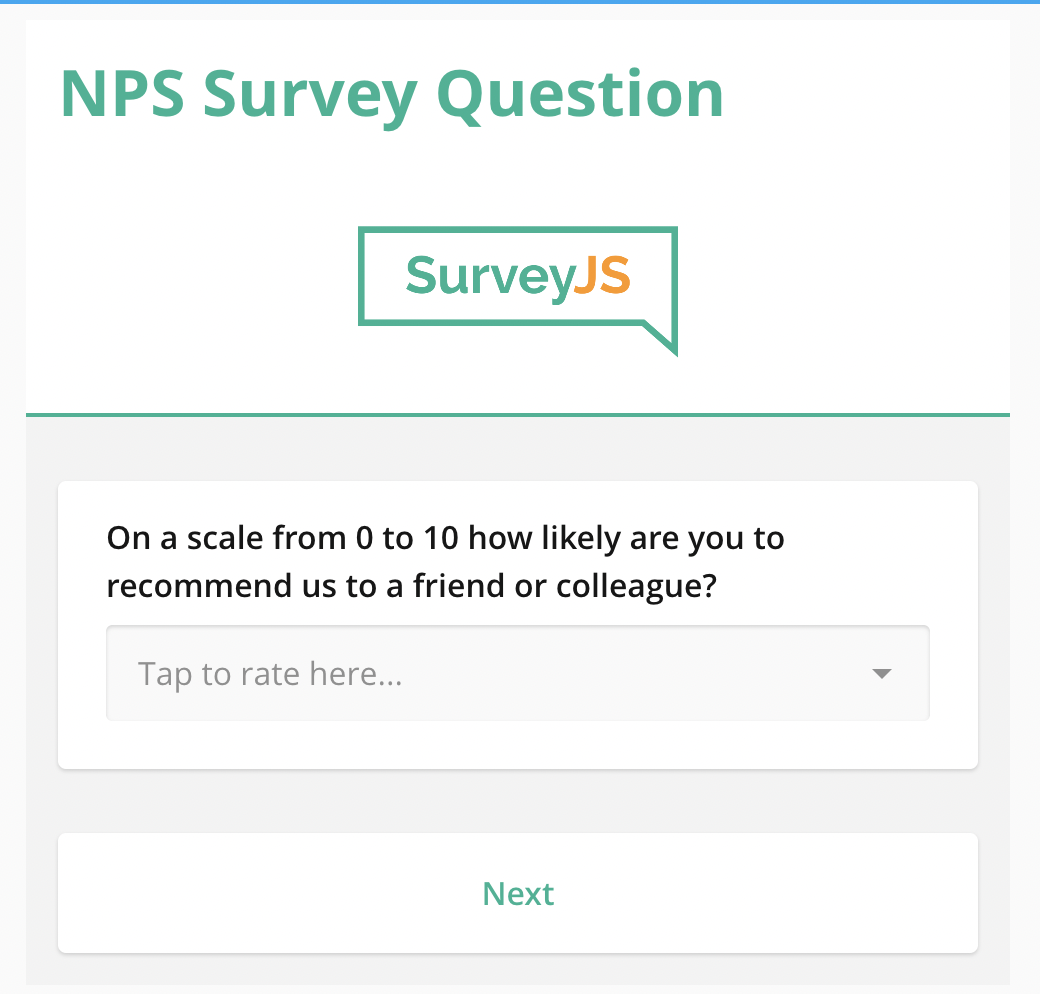 NPS Survey Question
SurveyJS
On a scale from 0 to 10 how likely are you to
recommend us to a friend or colleague?
Tap to rate here...
Next